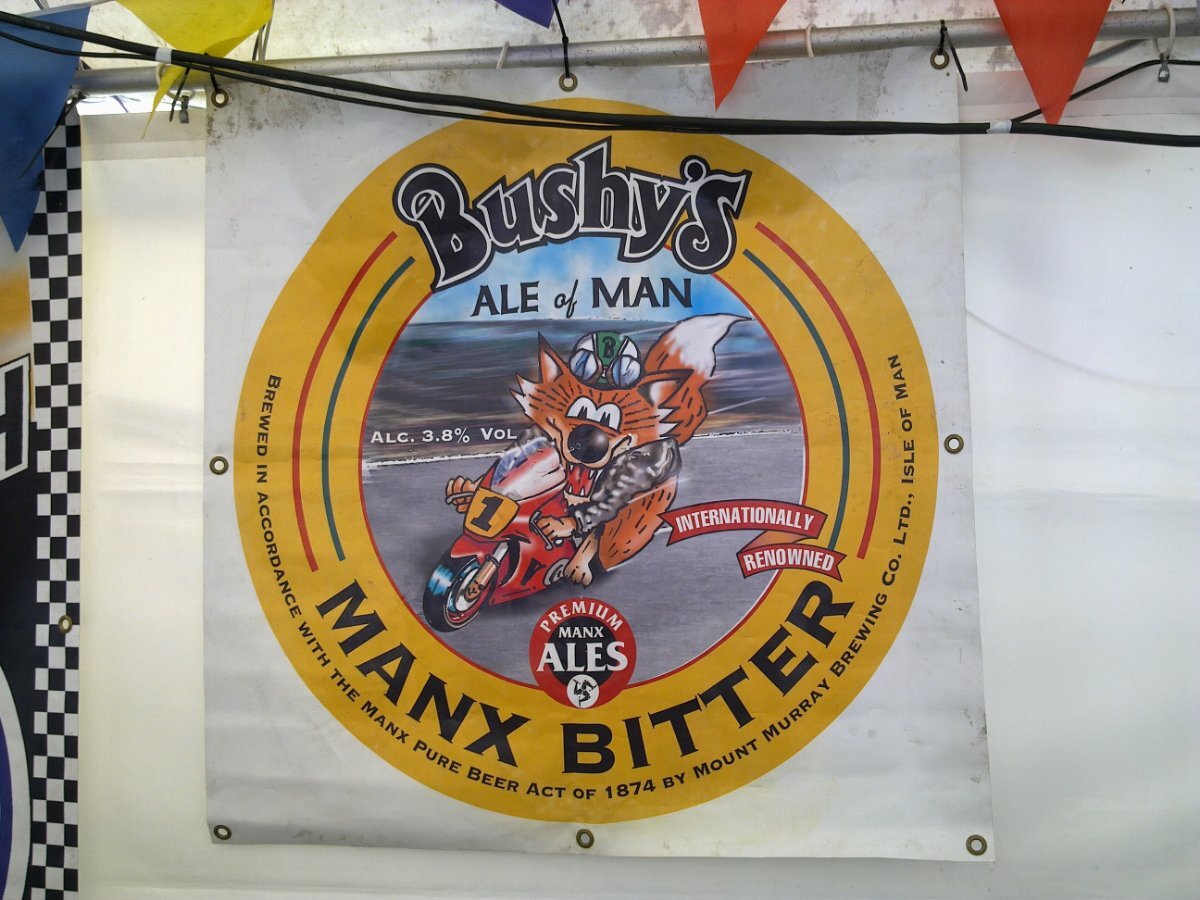 Bushy's
ALE of MAN
B
ALC. 3.8% VOL
1
INTERNATIONALLY
RENOWNED
PREMIUM
MANX
ALES
MANX BITTER
BREWED IN ACCORDANCE WITH THE MANX PURE BEER ACT OF 1874 BY MOUNT MURRAY BREWING CO. LTD., ISLE OF MAN
H